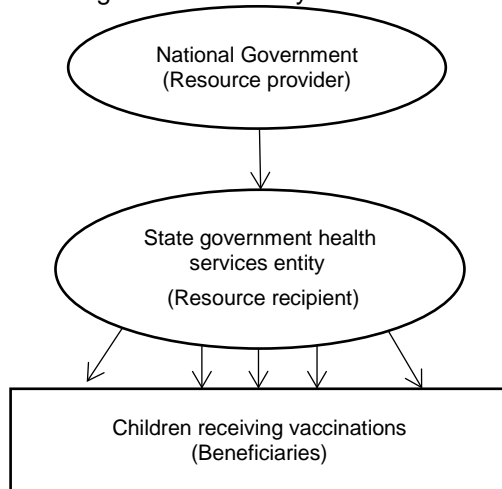 National Government
(Resource provider)
State government health
services entity
(Resource recipient)
Children receiving vaccinations
(Beneficiaries)